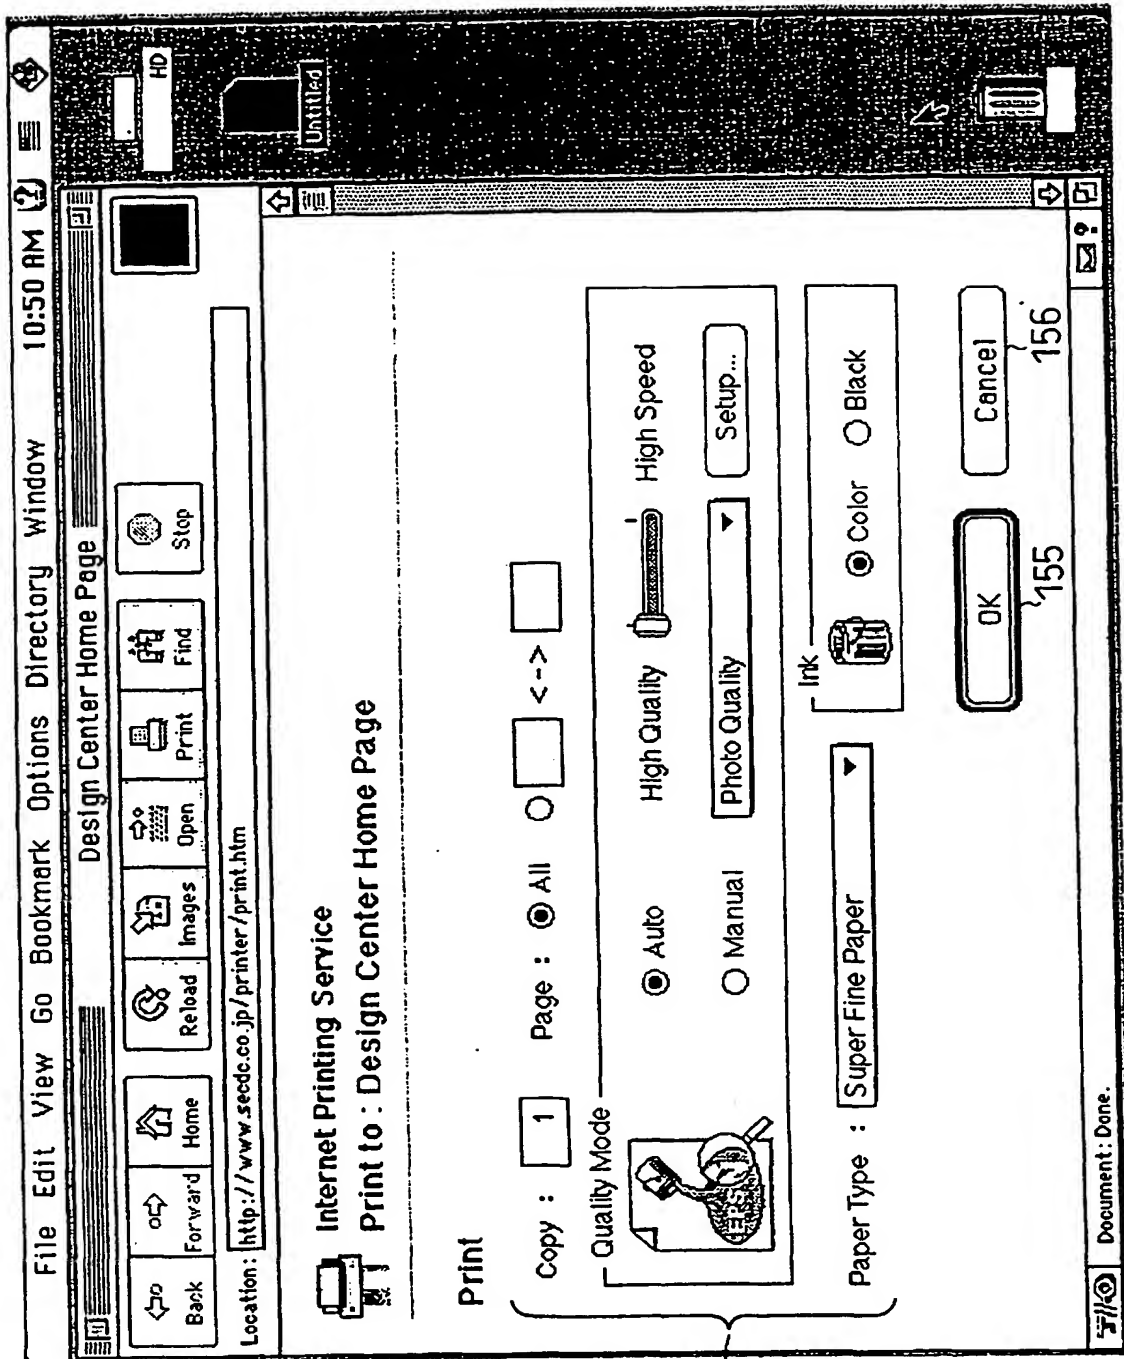 File Edit View Go Bookmark Options Directory Window 10:50 AM
Design Center Home Page
Back Forward Home Reload Images Open Print Find Stop
Location: http://www.secdc.co.jp/printer/print.htm
HD
Untitled
Internet Printing Service
Print to : Design Center Home Page
Print
Copy : 1 Page : All <->
Quality Mode
Auto High Quality High Speed
Manual Photo Quality Setup...
Paper Type : Super Fine Paper
Ink
Color Black
OK Cancel
155 156
Document: Done.